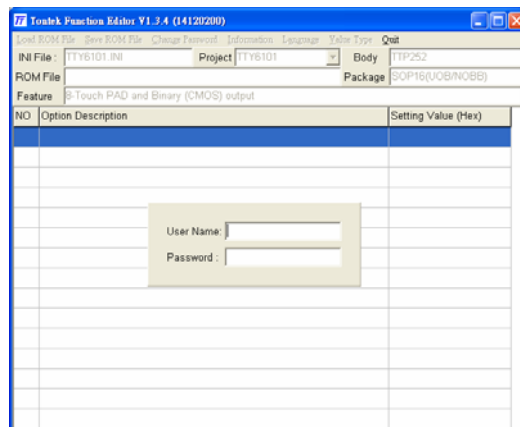 Tontek Function Editor V1.3.4 (14120200)
Load ROM File Save ROM File Change Password Information Language Value Type Quit
INI File : TTY6101.INI Project TTY6101 Body TTP252
ROM File Package SOP16(UOB/NOBB)
Feature 8-Touch PAD and Binary (CMOS) output
NO Option Description Setting Value (Hex)
User Name:
Password :